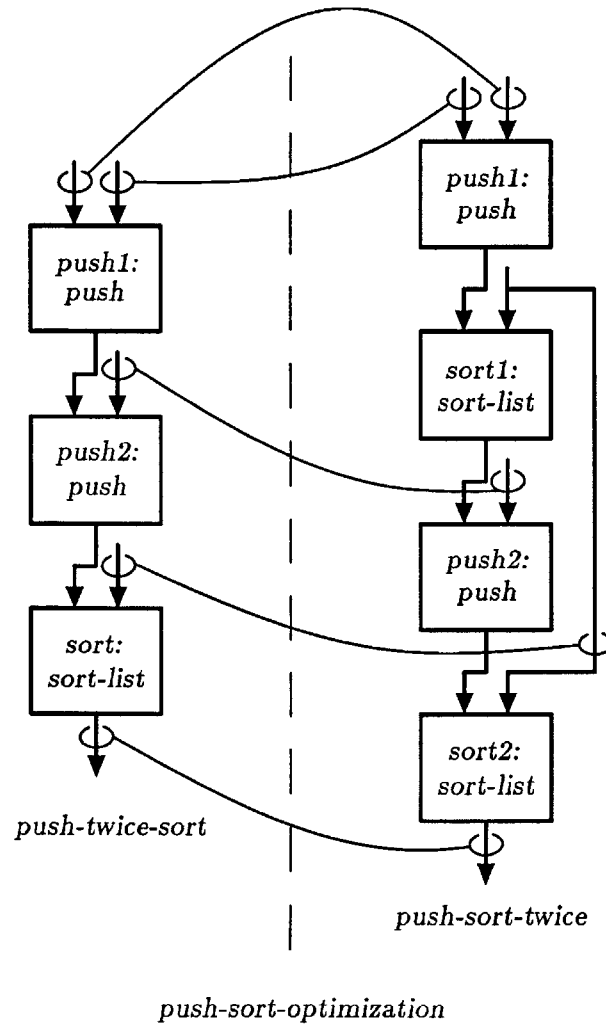 push1:
push
push2:
push
sort:
sort-list
push-twice-sort
push1:
push
sort1:
sort-list
push2:
push
sort2:
sort-list
push-sort-twice
push-sort-optimization